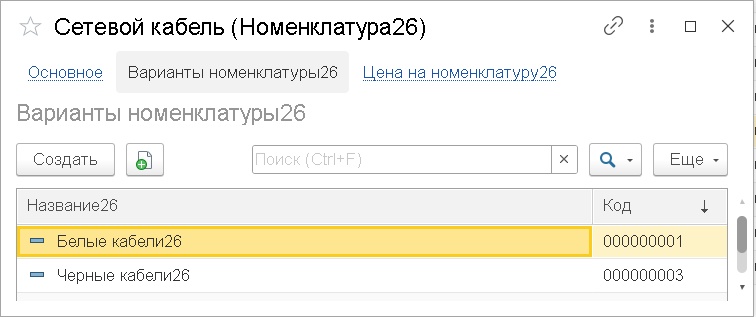 Сетевой кабель (Номенклатура26)
Основное Варианты номенклатуры26 Цена на номенклатуру26
Варианты номенклатуры26
Создать Поиск (Ctrl+F) × Еще
Название26 Код ↓
Белые кабели26 000000001
Черные кабели26 000000003